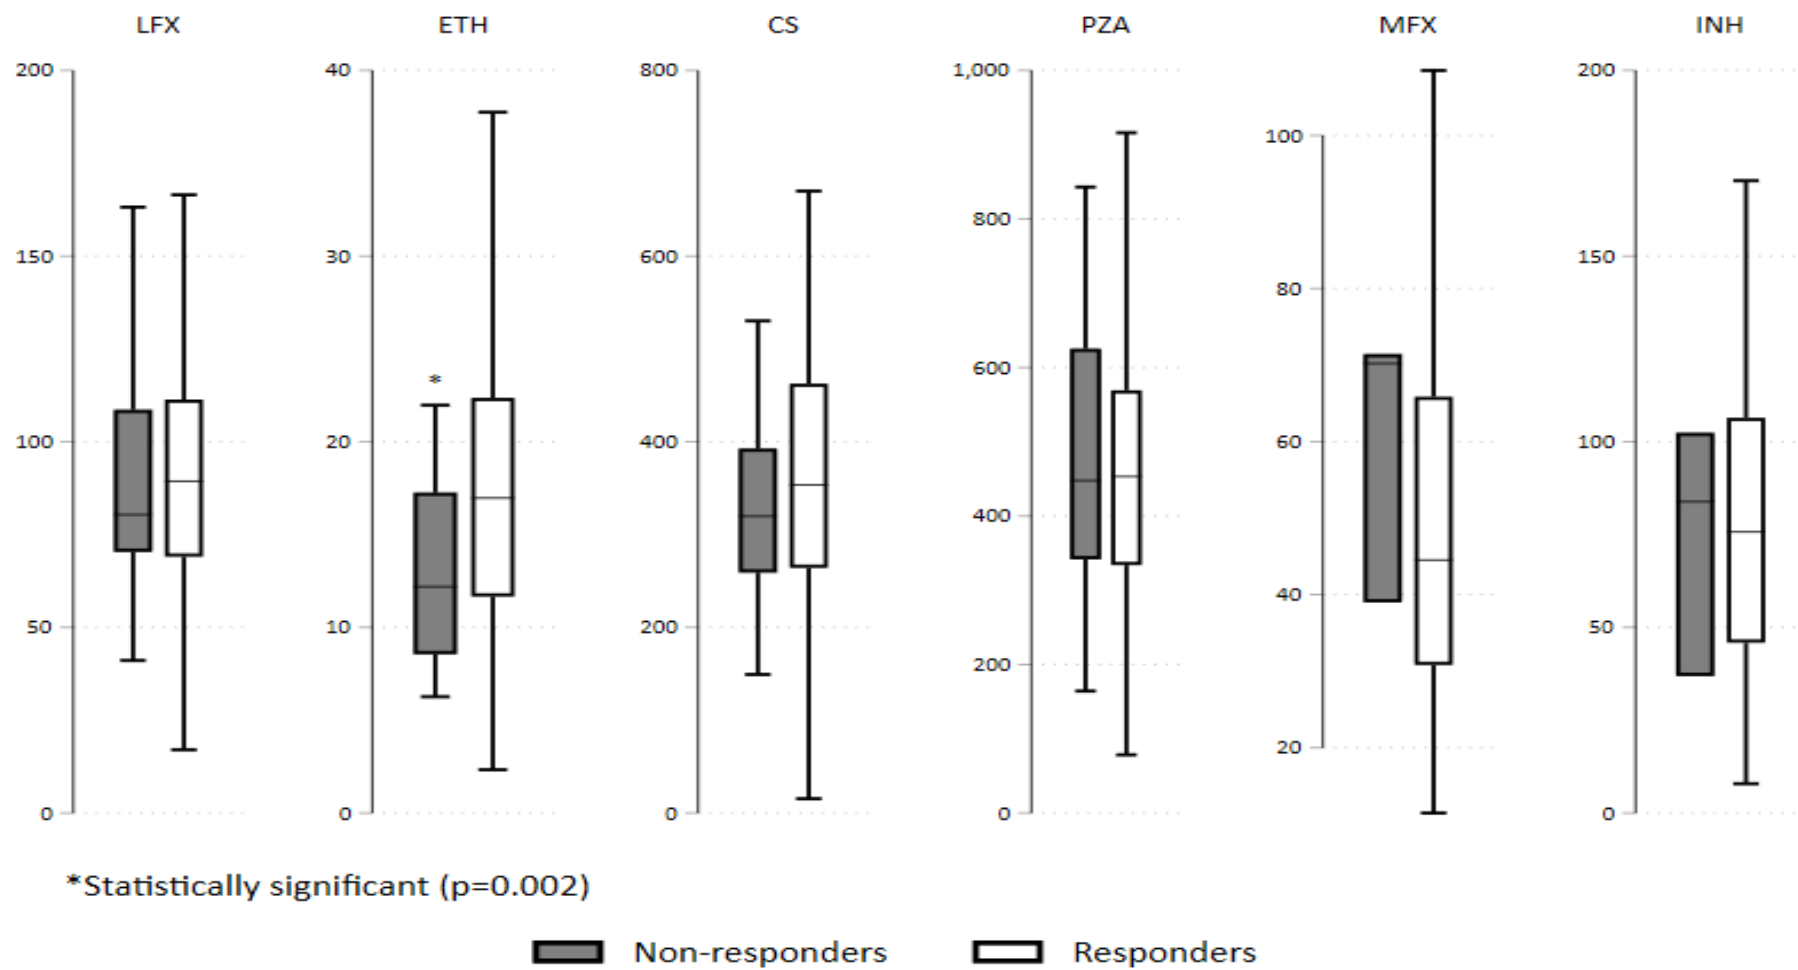 LFX ETH CS PZA MFX INH
200 40 800 1,000 200
100
150 30 600 800 150
80
600
100 20 400 60 100
400
40
50 10 200 50
200
20
0 0 0 0 0
*
*Statistically significant (p=0.002)
Non-responders Responders